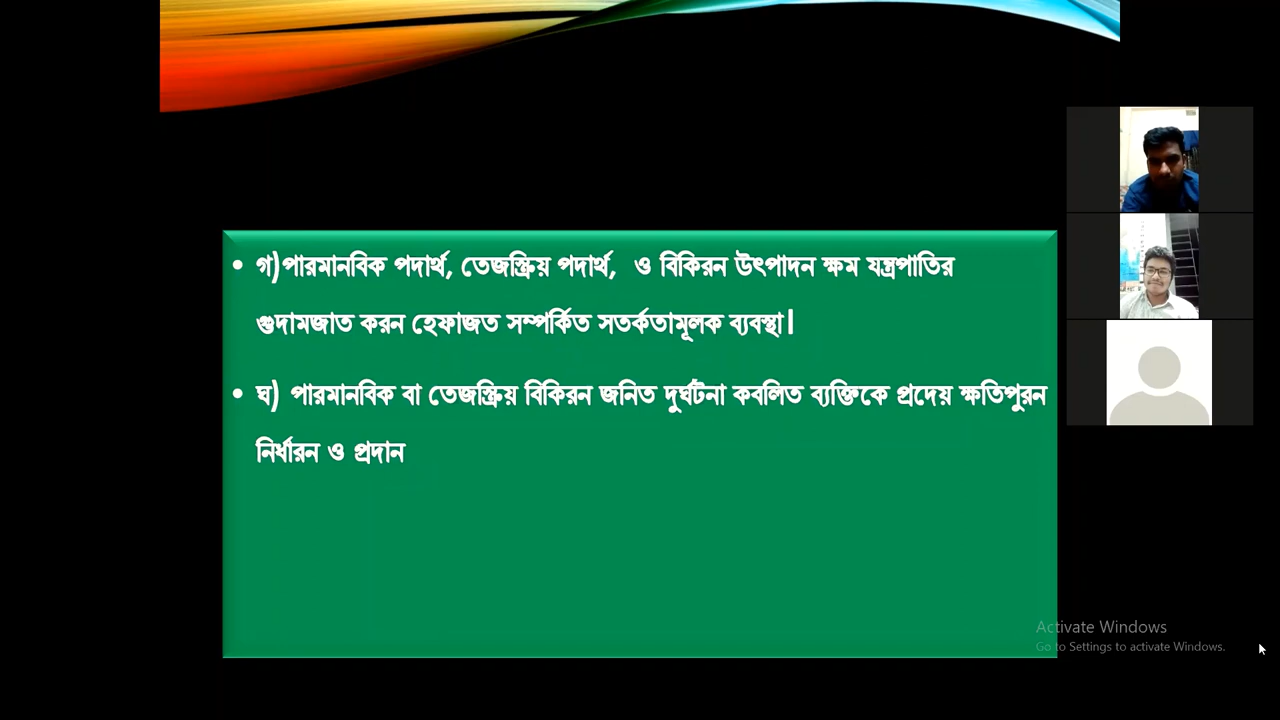 • গ)পারমানবিক পদার্থ, তেজস্ক্রিয় পদার্থ,  ও বিকিরন উৎপাদন ক্ষম যন্ত্রপাতির
গুদামজাত করন হেফাজত সম্পর্কিত সতর্কতামূলক ব্যবস্থা।
• ঘ) পারমানবিক বা তেজস্ক্রিয় বিকিরন জনিত দুর্ঘটনা কবলিত ব্যক্তিকে প্রদেয় ক্ষতিপুরন
নির্ধারন ও প্রদান
Activate Windows
Go to Settings to activate Windows.